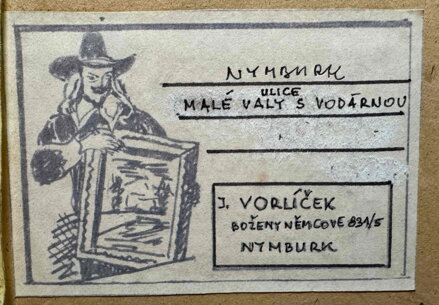 NYMBURK
ULICE
MALÉ VALY S VODÁRNOU
J. VORLÍČEK
BOŽENY NĚMCOVÉ 831/5
NYMBURK